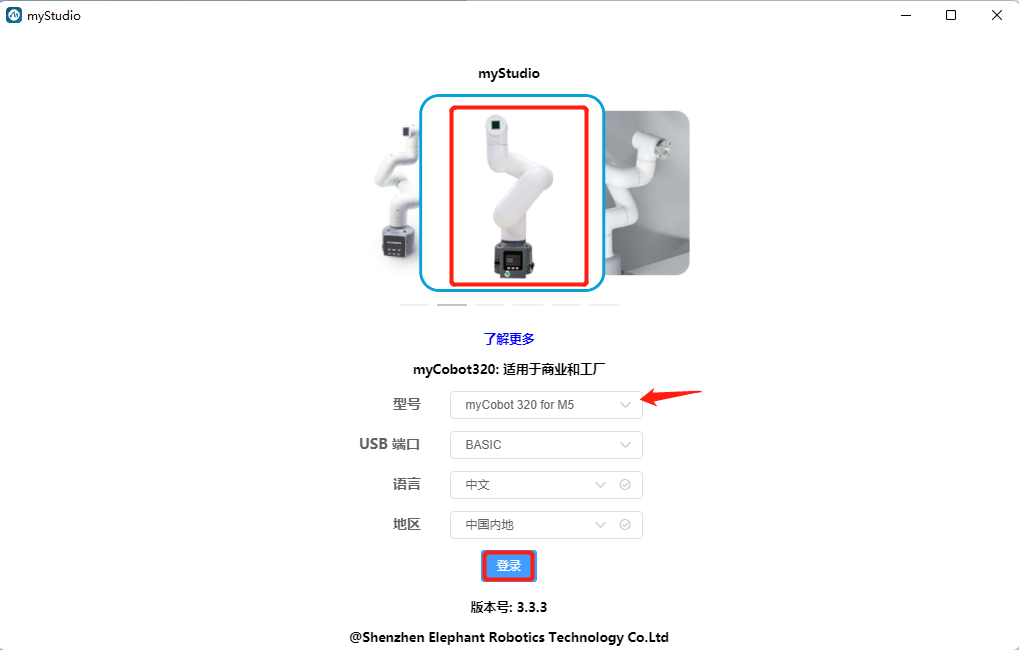 myStudio
myStudio
了解更多
myCobot320: 适用于商业和工厂
型号 myCobot 320 for M5
USB 端口 BASIC
语言 中文
地区 中国内地
登录
版本号: 3.3.3
@Shenzhen Elephant Robotics Technology Co.Ltd